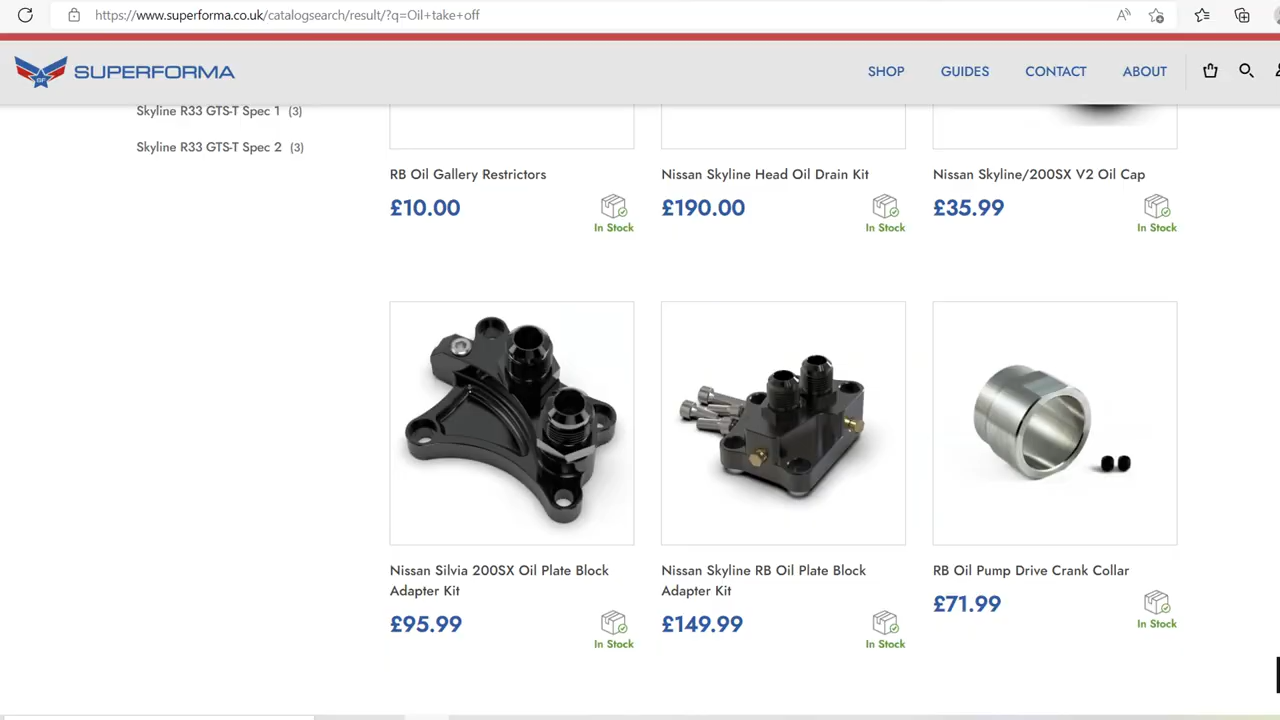 https://www.superforma.co.uk/catalogsearch/result/?q=Oil+take+off
SUPERFORMA
SHOP
GUIDES
CONTACT
ABOUT
Skyline R33 GTS-T Spec 1 (3)
Skyline R33 GTS-T Spec 2 (3)
RB Oil Gallery Restrictors
£10.00
In Stock
Nissan Skyline Head Oil Drain Kit
£190.00
In Stock
Nissan Skyline/200SX V2 Oil Cap
£35.99
In Stock
Nissan Silvia 200SX Oil Plate Block
Adapter Kit
£95.99
In Stock
Nissan Skyline RB Oil Plate Block
Adapter Kit
£149.99
In Stock
RB Oil Pump Drive Crank Collar
£71.99
In Stock